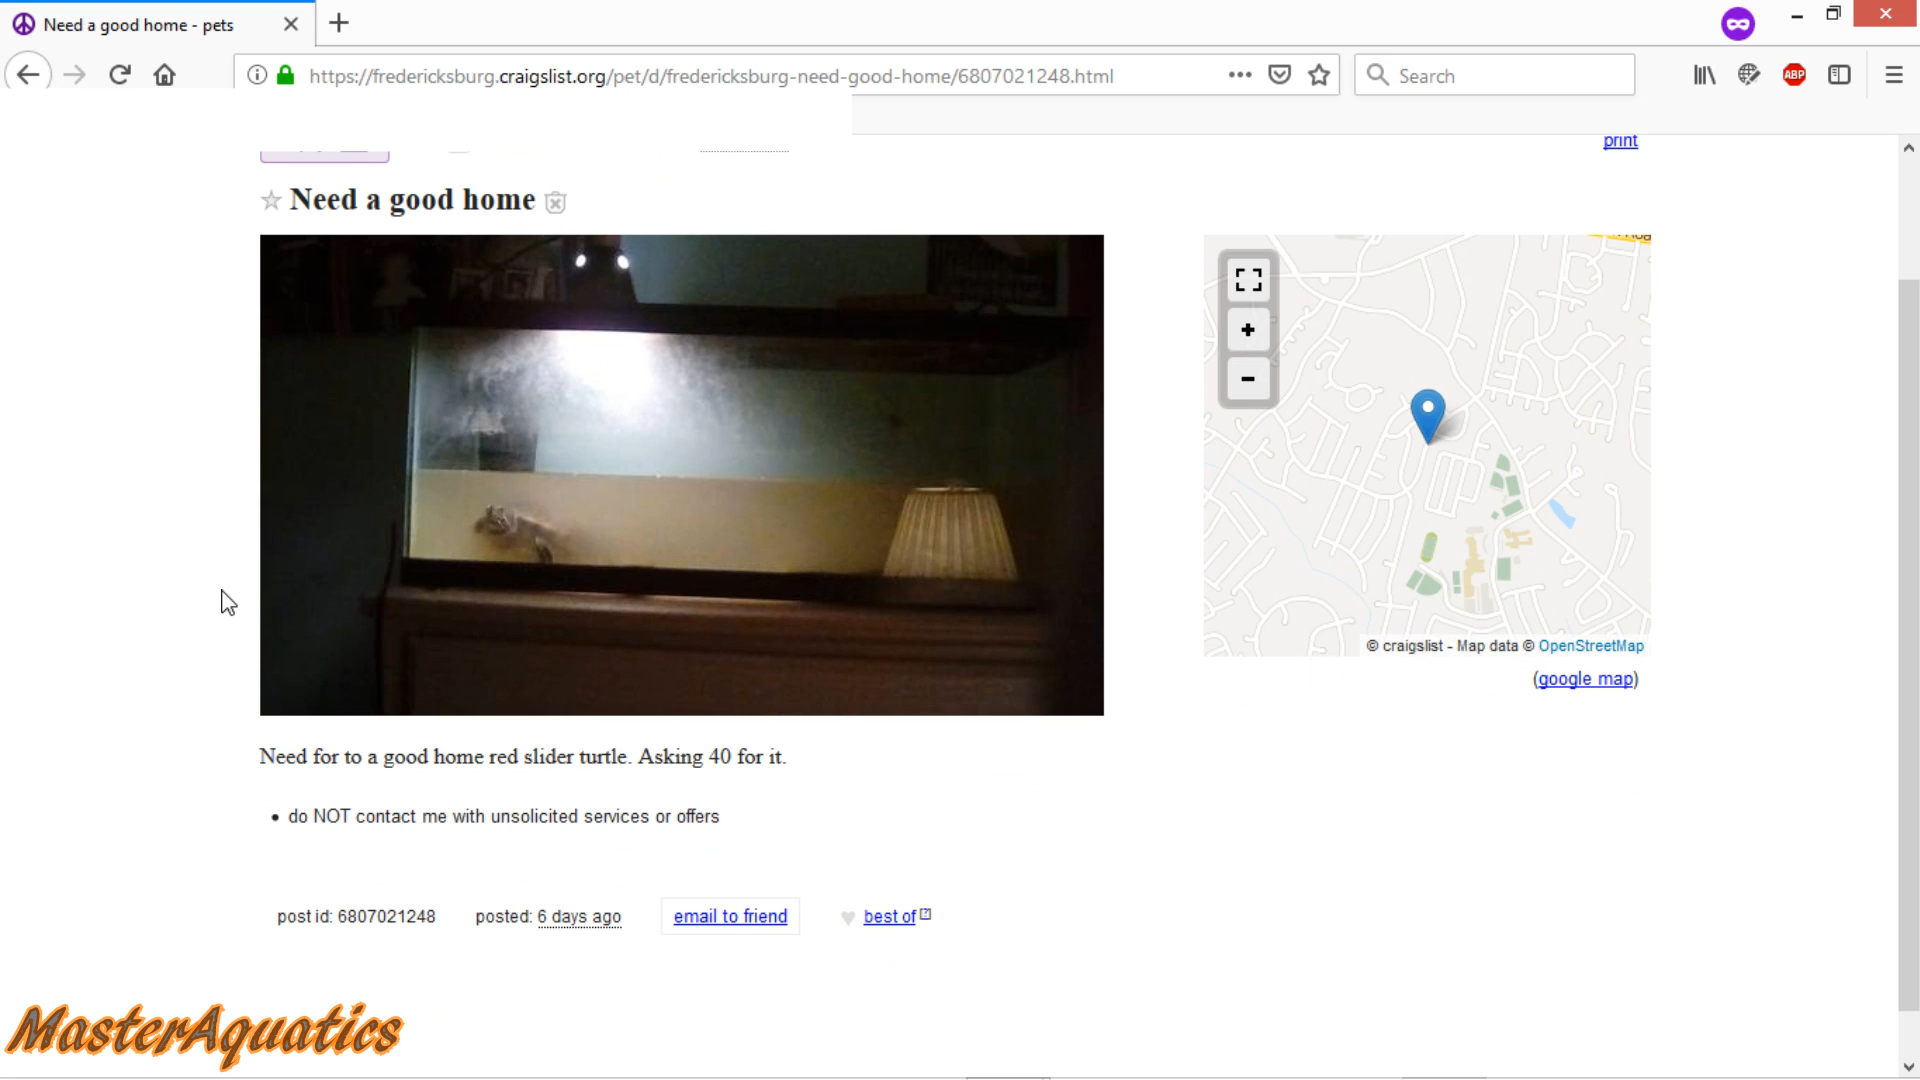 Need a good home - pets
https://fredericksburg.craigslist.org/pet/d/fredericksburg-need-good-home/6807021248.html
Search
ABP
print
Need a good home
+
-
© craigslist - Map data © OpenStreetMap
(google map)
Need for to a good home red slider turtle. Asking 40 for it.
• do NOT contact me with unsolicited services or offers
post id: 6807021248 posted: 6 days ago email to friend best of [?]
MasterAquatics